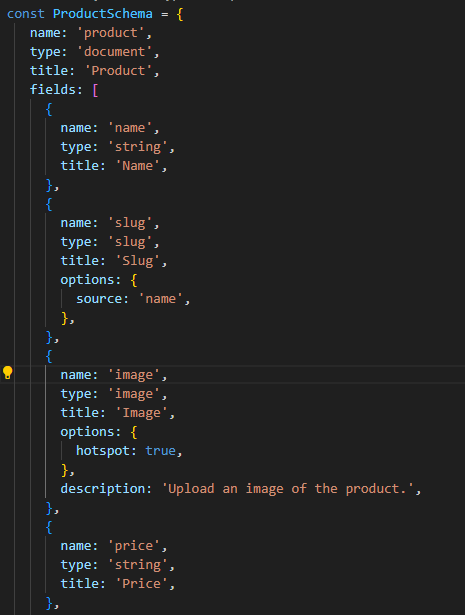 const ProductSchema = {
name: 'product',
type: 'document',
title: 'Product',
fields: [
{
name: 'name',
type: 'string',
title: 'Name',
},
{
name: 'slug',
type: 'slug',
title: 'Slug',
options: {
source: 'name',
},
},
{
name: 'image',
type: 'image',
title: 'Image',
options: {
hotspot: true,
},
description: 'Upload an image of the product.',
},
{
name: 'price',
type: 'string',
title: 'Price',
},